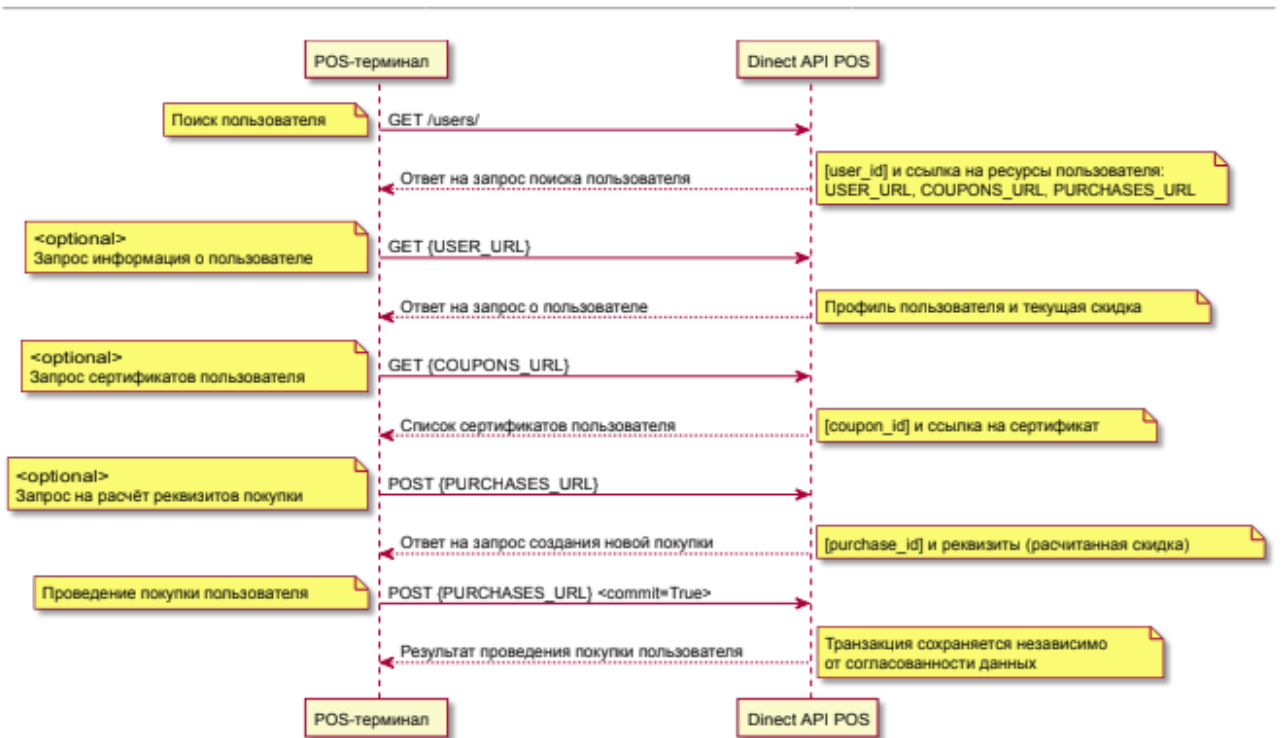 POS-терминал
Dinect API POS
Поиск пользователя
GET /users/
Ответ на запрос поиска пользователя
[user_id] и ссылка на ресурсы пользователя:
USER_URL, COUPONS_URL, PURCHASES_URL
<optional>
Запрос информация о пользователе
GET {USER_URL}
Ответ на запрос о пользователе
Профиль пользователя и текущая скидка
<optional>
Запрос сертификатов пользователя
GET {COUPONS_URL}
Список сертификатов пользователя
[coupon_id] и ссылка на сертификат
<optional>
Запрос на расчёт реквизитов покупки
POST {PURCHASES_URL}
Ответ на запрос создания новой покупки
[purchase_id] и реквизиты (расчитанная скидка)
Проведение покупки пользователя
POST {PURCHASES_URL} <commit=True>
Результат проведения покупки пользователя
Транзакция сохраняется независимо
от согласованности данных
POS-терминал
Dinect API POS